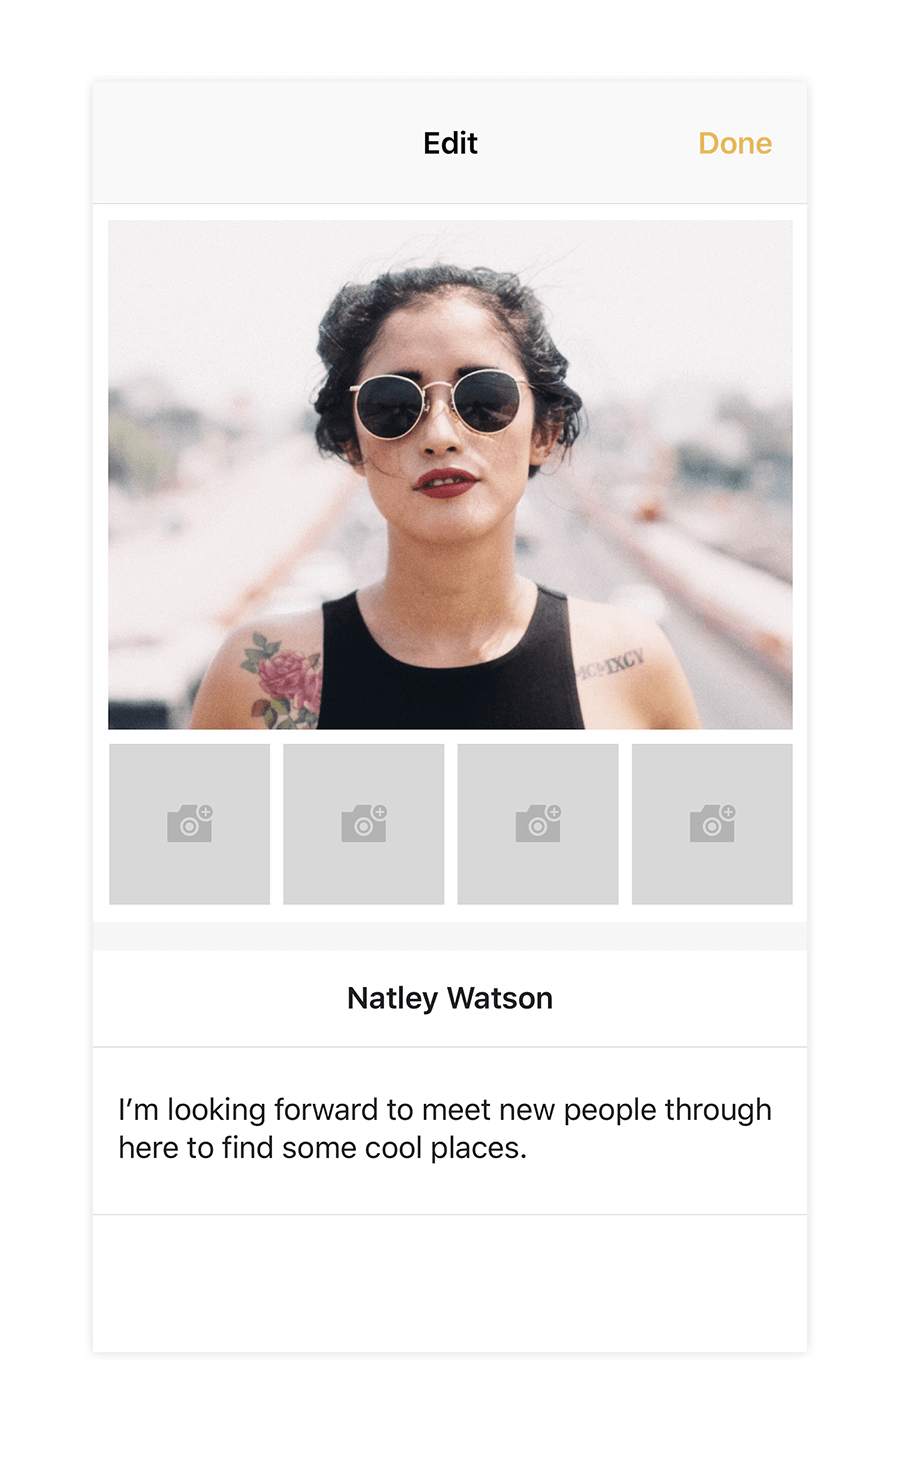 Edit
Done
MCMXCV
Natley Watson
I’m looking forward to meet new people through
here to find some cool places.